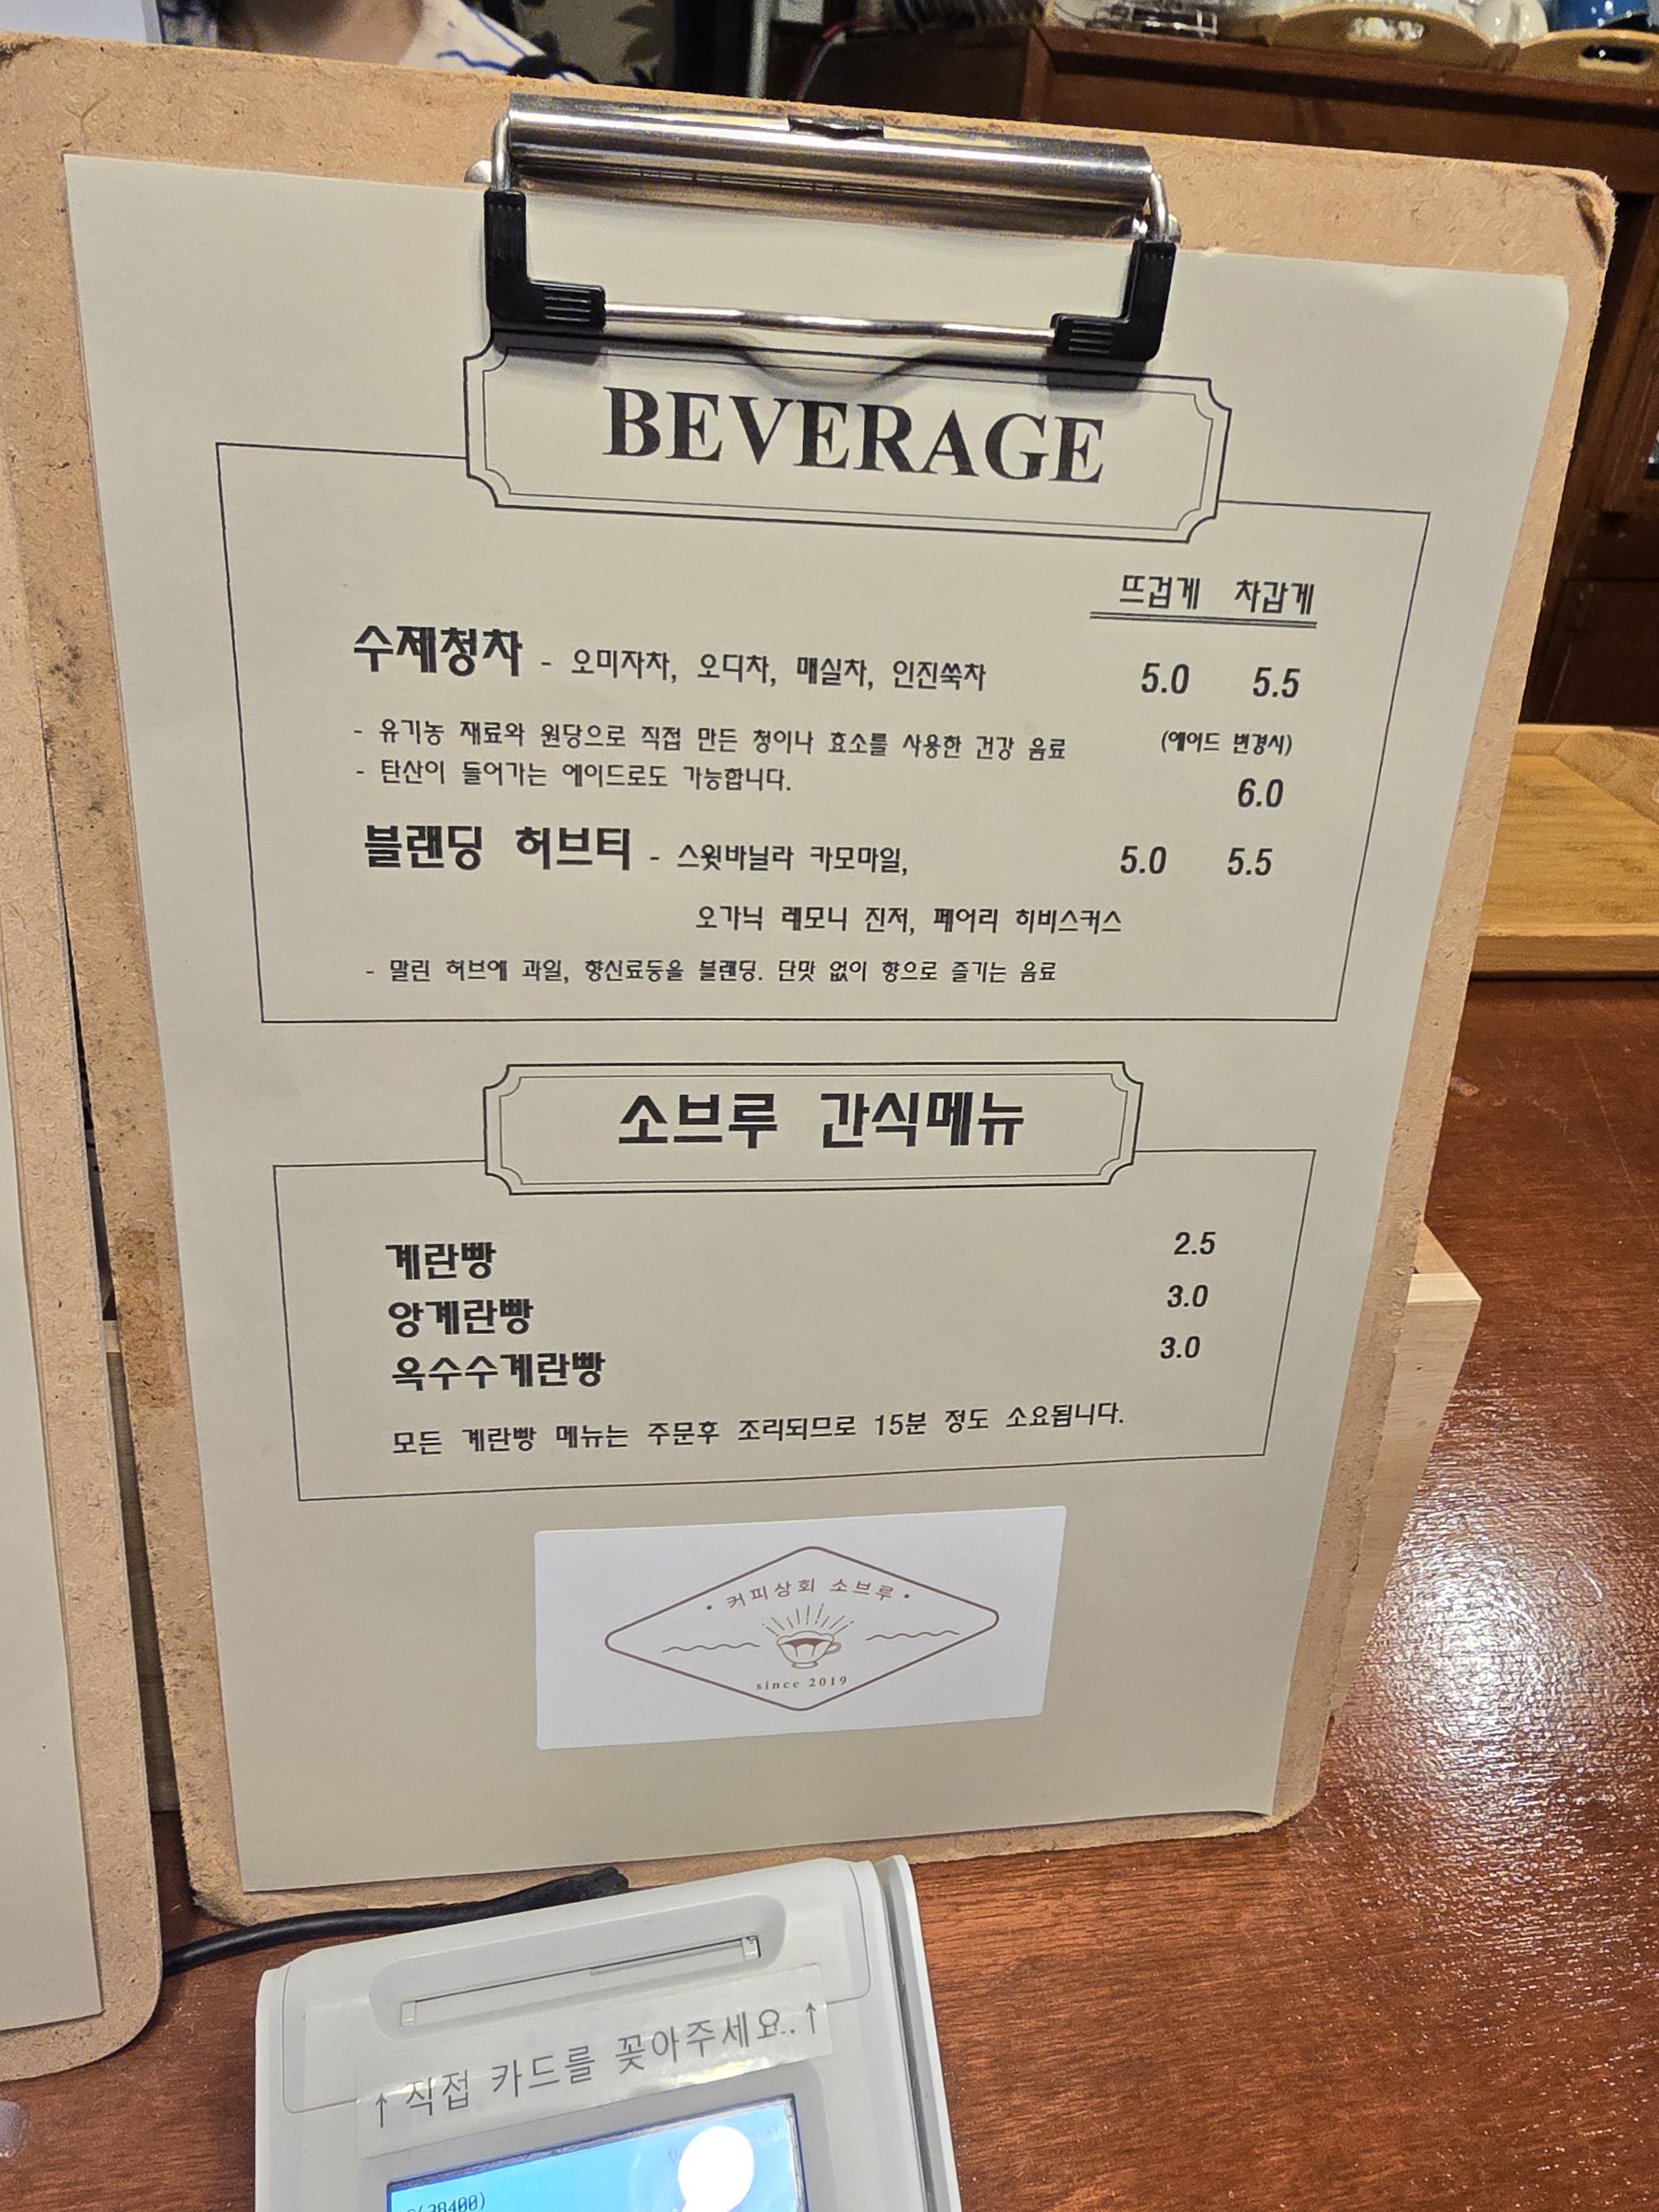 BEVERAGE
뜨겁게 차갑게
수제청차 - 오미자차, 오디차, 매실차, 인진쑥차 5.0 5.5
- 유기농 재료와 원당으로 직접 만든 청이나 효소를 사용한 건강 음료 (에이드 변경시)
- 탄산이 들어가는 에이드로도 가능합니다. 6.0
블랜딩 허브티 - 스윗바닐라 카모마일, 5.0 5.5
오가닉 레모니 진저, 페어리 히비스커스
- 말린 허브에 과일, 향신료등을 블랜딩. 단맛 없이 향으로 즐기는 음료
소브루 간식메뉴
계란빵 2.5
앙계란빵 3.0
옥수수계란빵 3.0
모든 계란빵 메뉴는 주문후 조리되므로 15분 정도 소요됩니다.
• 커피상회 소브루 •
since 2019
↑ 직접 카드를 꽂아주세요..↑
(38400)